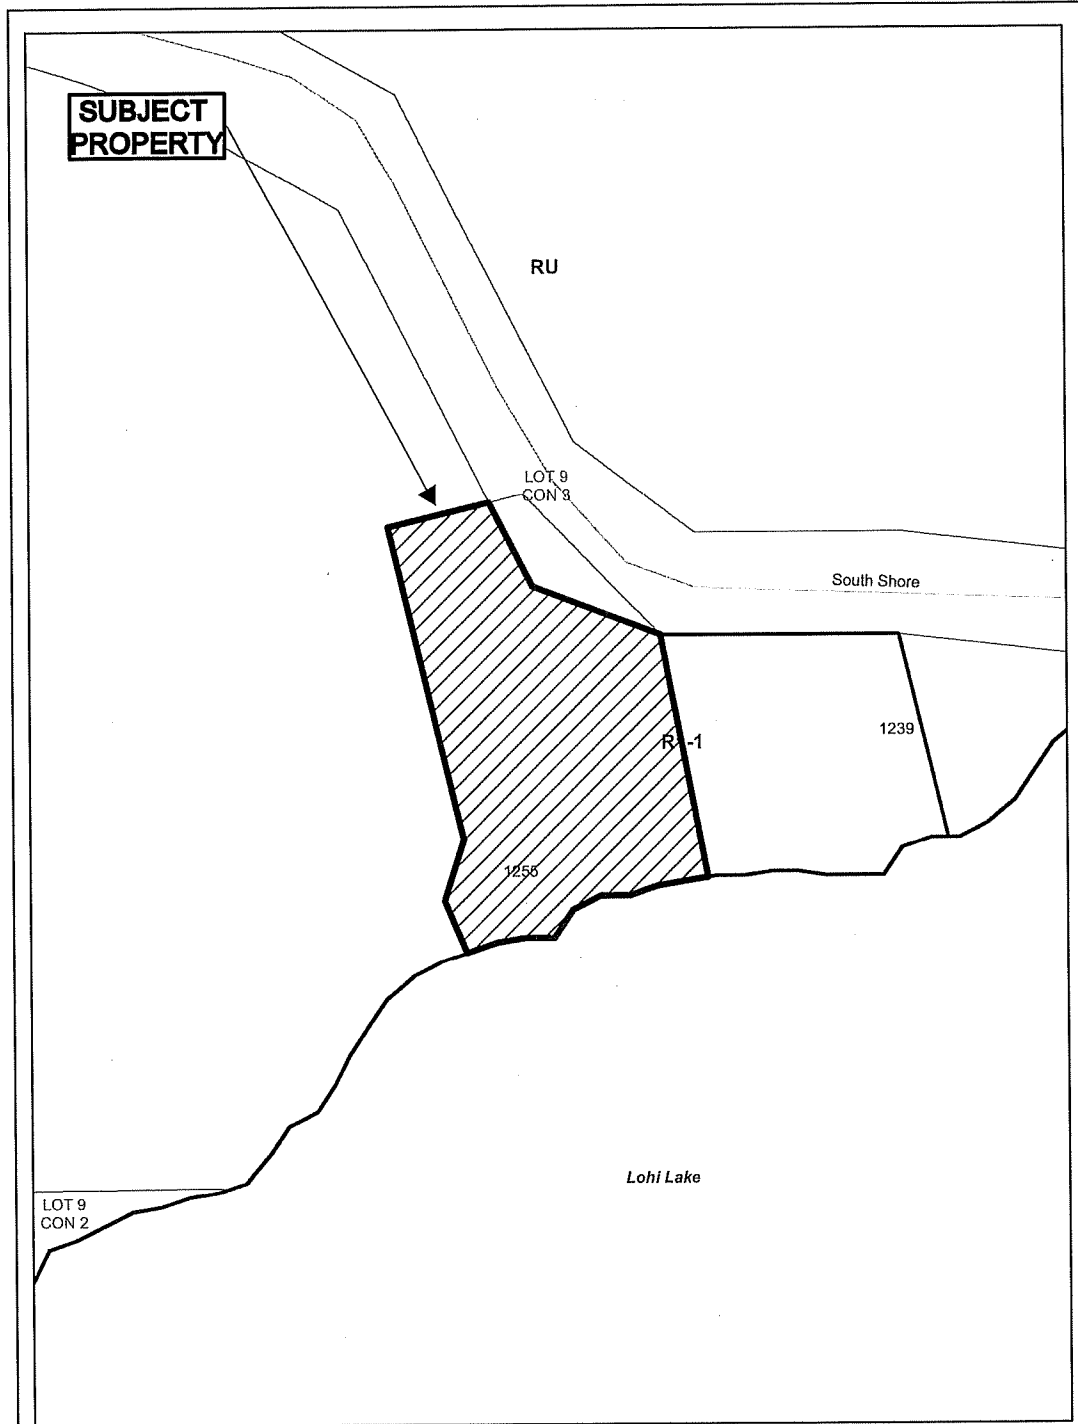 SUBJECT
PROPERTY
RU
LOT 9
CON 3
South Shore
1239
1255
Lohi Lake
LOT 9
CON 2